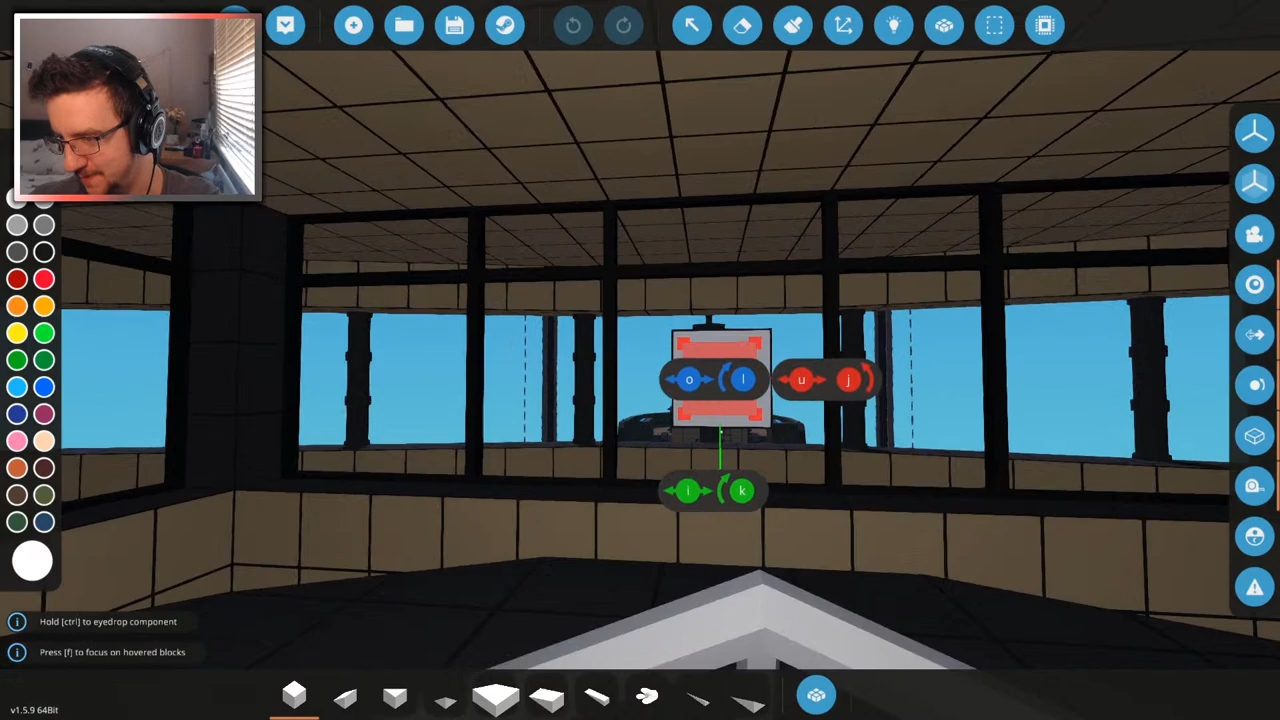 o l u j
i k
Hold [ctrl] to eyedrop component
Press [f] to focus on hovered blocks
v1.5.9 64Bit